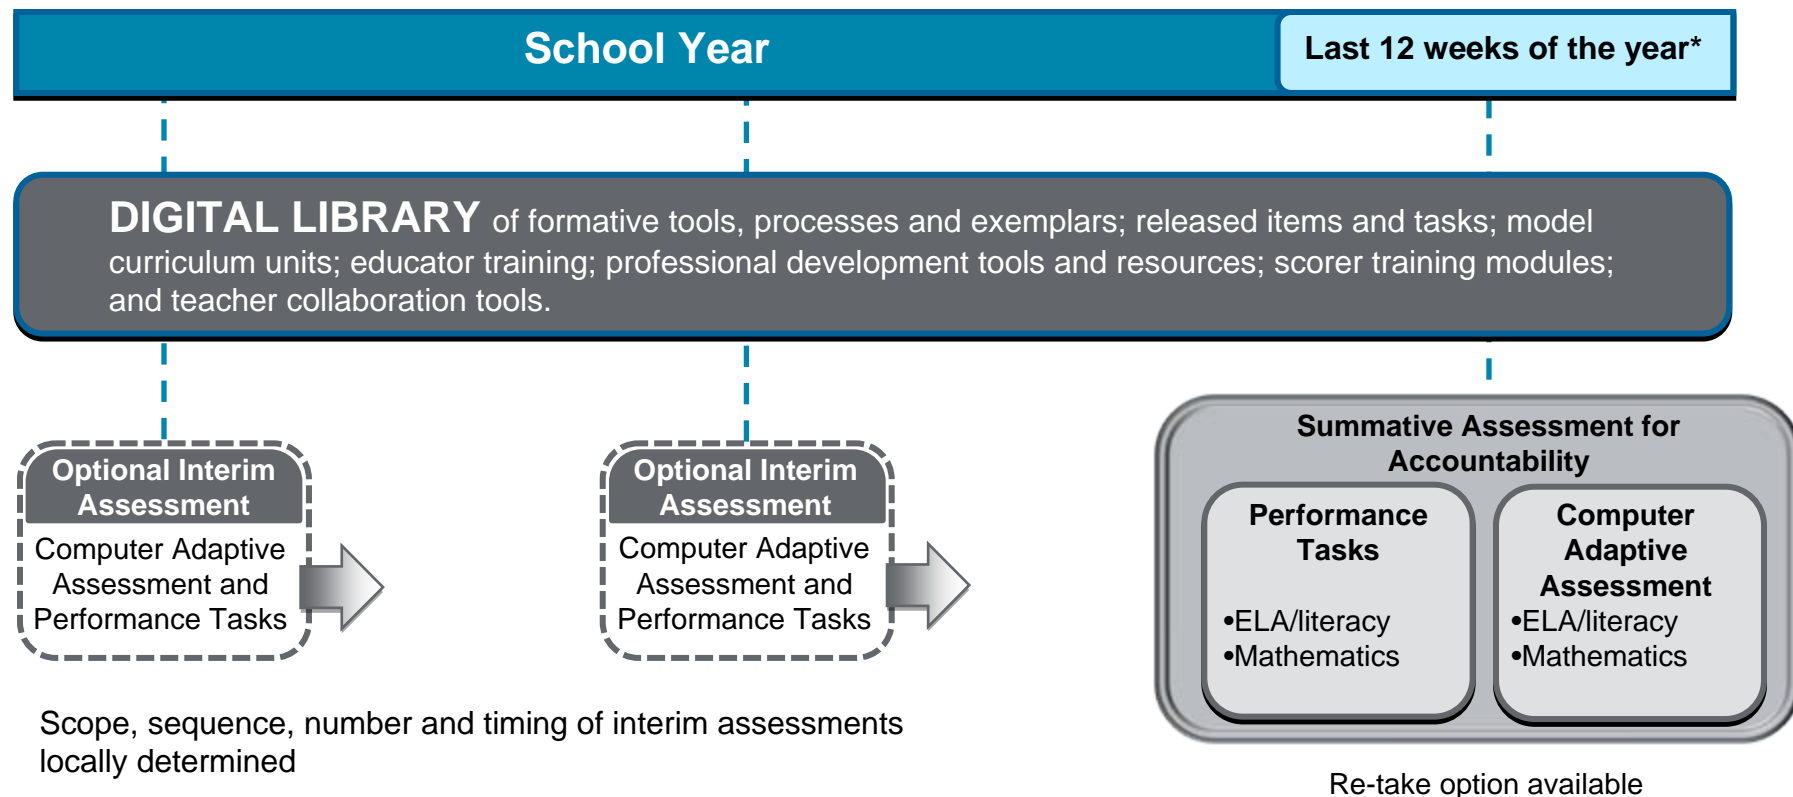 School Year
Last 12 weeks of the year*
DIGITAL LIBRARY of formative tools, processes and exemplars; released items and tasks; model
curriculum units; educator training; professional development tools and resources; scorer training modules;
and teacher collaboration tools.
Optional Interim
Assessment
Computer Adaptive
Assessment and
Performance Tasks
Optional Interim
Assessment
Computer Adaptive
Assessment and
Performance Tasks
Summative Assessment for
Accountability
Performance
Tasks
•ELA/literacy
•Mathematics
Computer
Adaptive
Assessment
•ELA/literacy
•Mathematics
Scope, sequence, number and timing of interim assessments
locally determined
Re-take option available